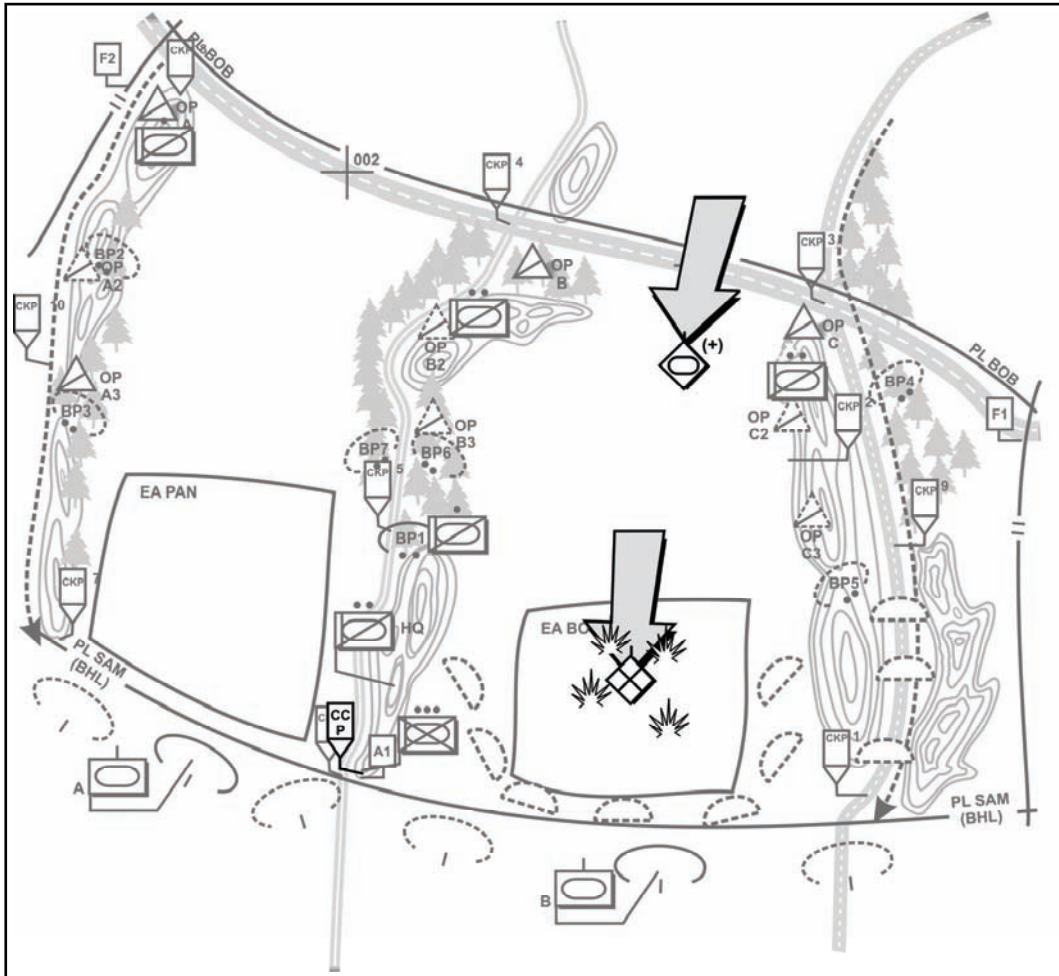 F2
CKP
PL BOB
OP
A
002
CKP 4
CKP 3
BP2
OP
A2
OP
B
(+)
OP
C
PL BOB
10
CKP
OP
B2
BP4
OP
A3
BP3
CKP 2
F1
OP
B3
OP
C2
BP7
BP6
CKP 5
EA PAN
CKP 9
OP
C3
BP1
CKP 7
BP5
HQ
EA BO
PL SAM
(BHL)
C
CC
P
A1
CKP 1
A
PL SAM
(BHL)
B